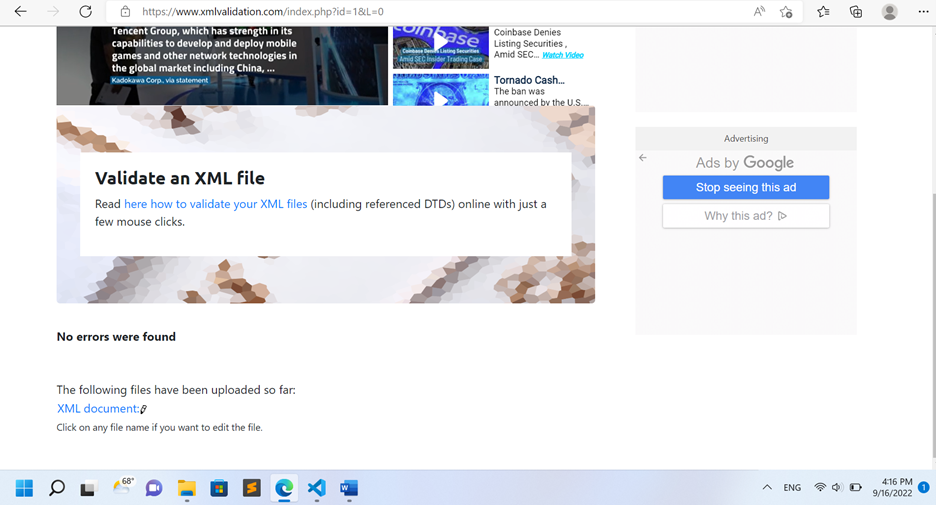 https://www.xmlvalidation.com/index.php?id=1&L=0
Tencent Group, which has strength in its
capabilities to develop and deploy mobile
games and other network technologies in
the global market including China, ...
Kadokawa Corp., via statement
coinbase
Coinbase Denies Listing Securities
Amid SEC Insider Trading Case
Coinbase Denies
Listing Securities ,
Amid SEC... Watch Video
Tornado Cash...
The ban was
announced by the U.S....
Validate an XML file
Read here how to validate your XML files (including referenced DTDs) online with just a
few mouse clicks.
No errors were found
The following files have been uploaded so far:
XML document:
Click on any file name if you want to edit the file.
Advertising
Ads by Google
Stop seeing this ad
Why this ad?
68°
ENG
4:16 PM
9/16/2022
1